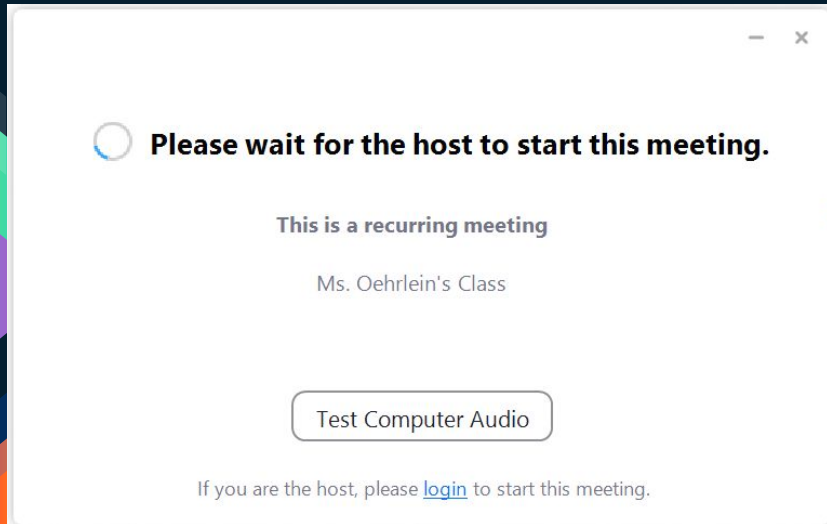 Please wait for the host to start this meeting.
This is a recurring meeting
Ms. Oehrlein's Class
Test Computer Audio
If you are the host, please login to start this meeting.